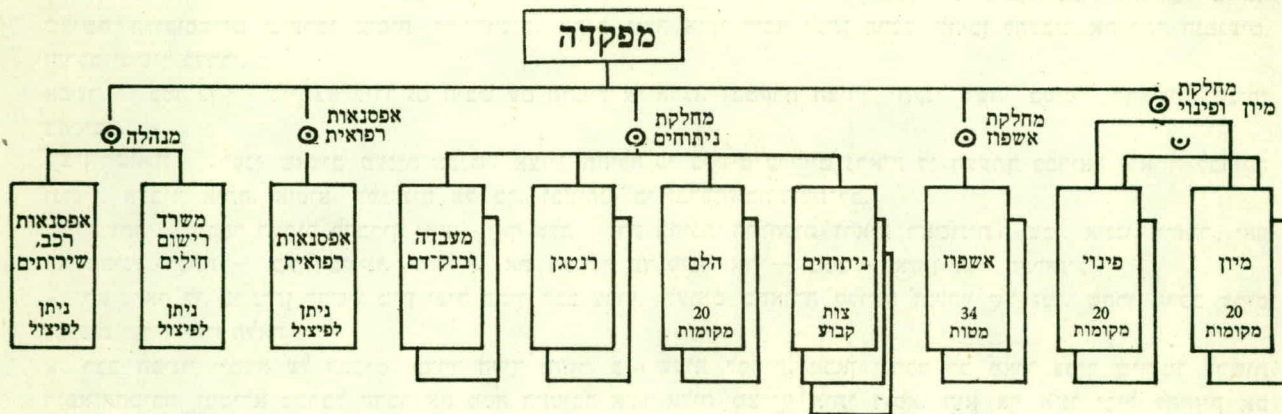 מפקדה
מחלקת
מיון ופינוי
מחלקת
אשפוז
מחלקת
ניתוחים
אפסנאות
רפואית
מנהלה
מיון
20
מקומות
פינוי
20
מקומות
אשפוז
34
מטות
ניתוחים
צות
קבוע
הלם
20
מקומות
רנטגן
מעבדה
ובנק־דם
אפסנאות
רפואית
ניתן
לפיצול
משרד
רישום
חולים
ניתן
לפיצול
אפסנאות
רכב,
שירותים
ניתן
לפיצול